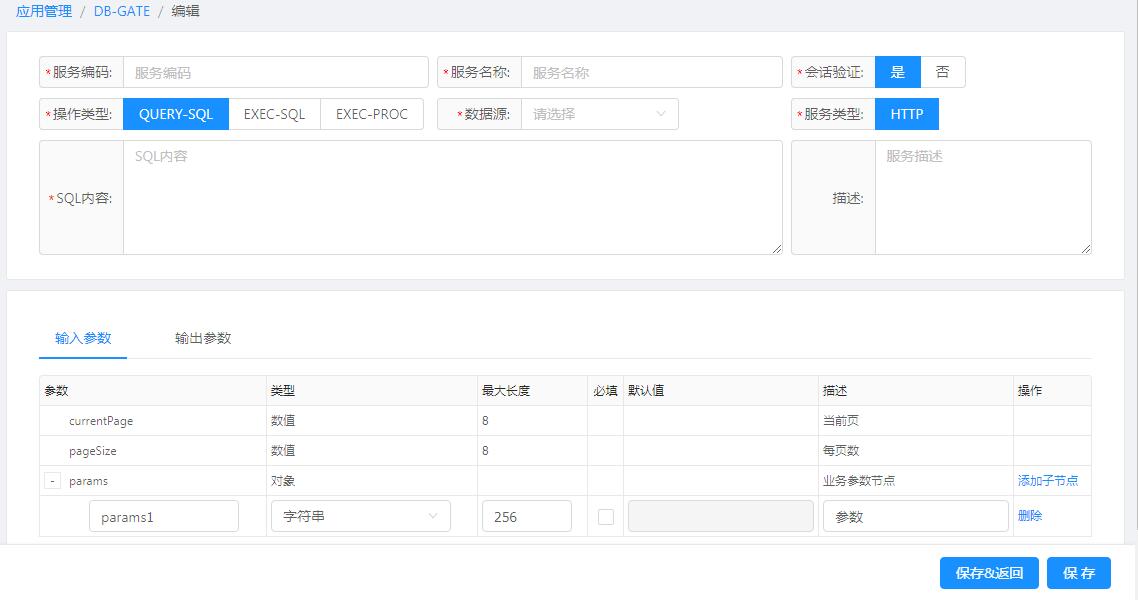 应用管理 / DB-GATE / 编辑
*服务编码: 服务编码 *服务名称: 服务名称 *会话验证: 是 否
*操作类型: QUERY-SQL EXEC-SQL EXEC-PROC *数据源: 请选择 *服务类型: HTTP
*SQL内容: SQL内容 描述: 服务描述
输入参数 输出参数
参数 类型 最大长度 必填 默认值 描述 操作
currentPage 数值 8 当前页
pageSize 数值 8 每页数
- params 对象 业务参数节点 添加子节点
params1 字符串 256 参数 删除
保存&返回 保 存